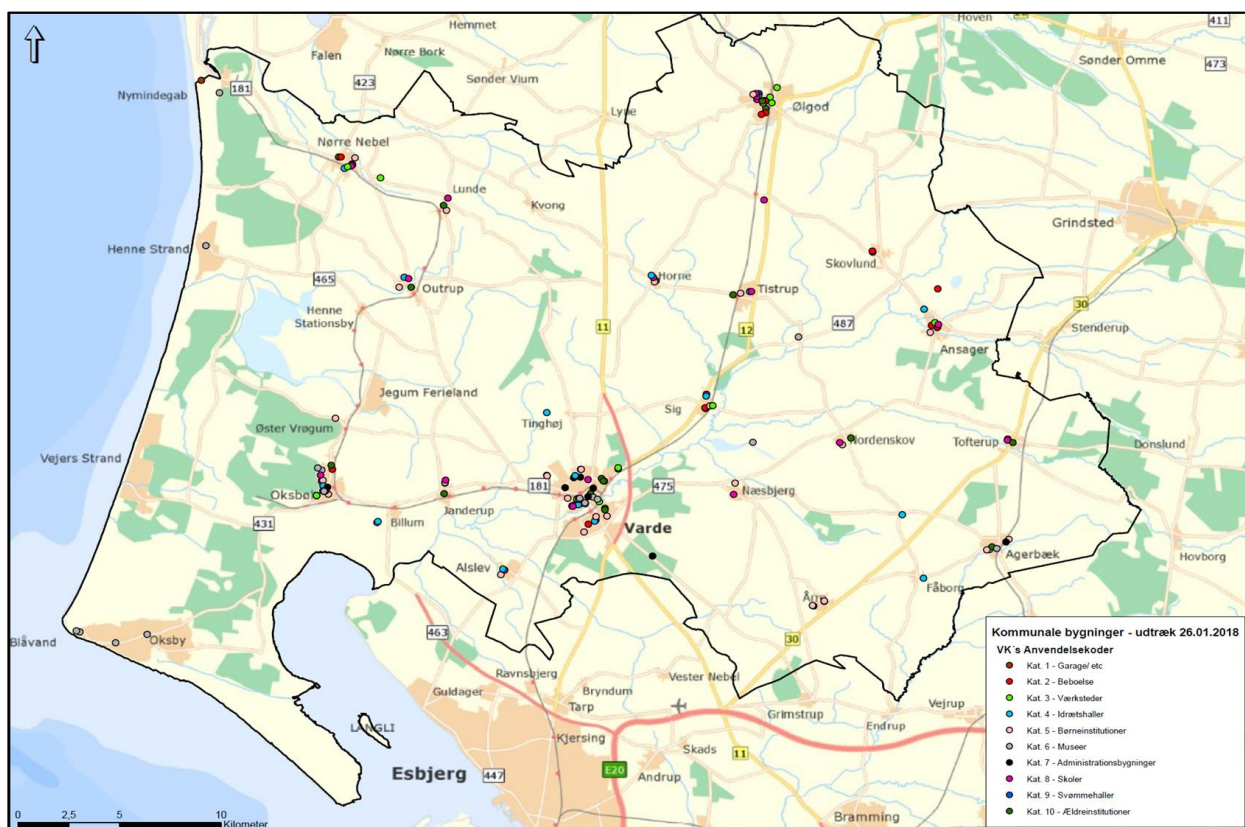 Hemmet
Hoven
411
Falen
Nørre Bork
423
Sønder Omme
473
Sønder Vium
Nymindegab
181
Lyne
Ølgod
Nørre Nebel
Lunde
Kvong
Grindsted
Henne Strand
465
Horne
Skovlund
Tistrup
Outrup
30
Henne
Stationsby
11
12
487
Stenderup
Ansager
Jegum Ferieland
Sig
Tinghøj
Øster Vrøgum
Nordenskov
Tofterup
Donslund
Vejers Strand
181
475
Næsbjerg
Oksbøl
Janderup
431
Billum
Varde
Agerbæk
Hovborg
Alslev
Fåborg
Årre
Blåvand
Oksby
463
30
Ravnsbjerg
Vester Nebel
Guldager
Bryndum
Tarp
Grimstrup
Vejrup
LANGLI
Endrup
Kjersing
Skads
11
Esbjerg
447
E20
Andrup
Bramming
Kommunale bygninger - udtræk 26.01.2018
VK´s Anvendelsekoder
Kat. 1 - Garage/ etc
Kat. 2 - Beboelse
Kat. 3 - Værksteder
Kat. 4 - Idrætshaller
Kat. 5 - Børneinstitutioner
Kat. 6 - Museer
Kat. 7 - Administrationsbygninger
Kat. 8 - Skoler
Kat. 9 - Svømmehaller
Kat. 10 - Ældreinstitutioner
0 2,5 5 10
Kilometer